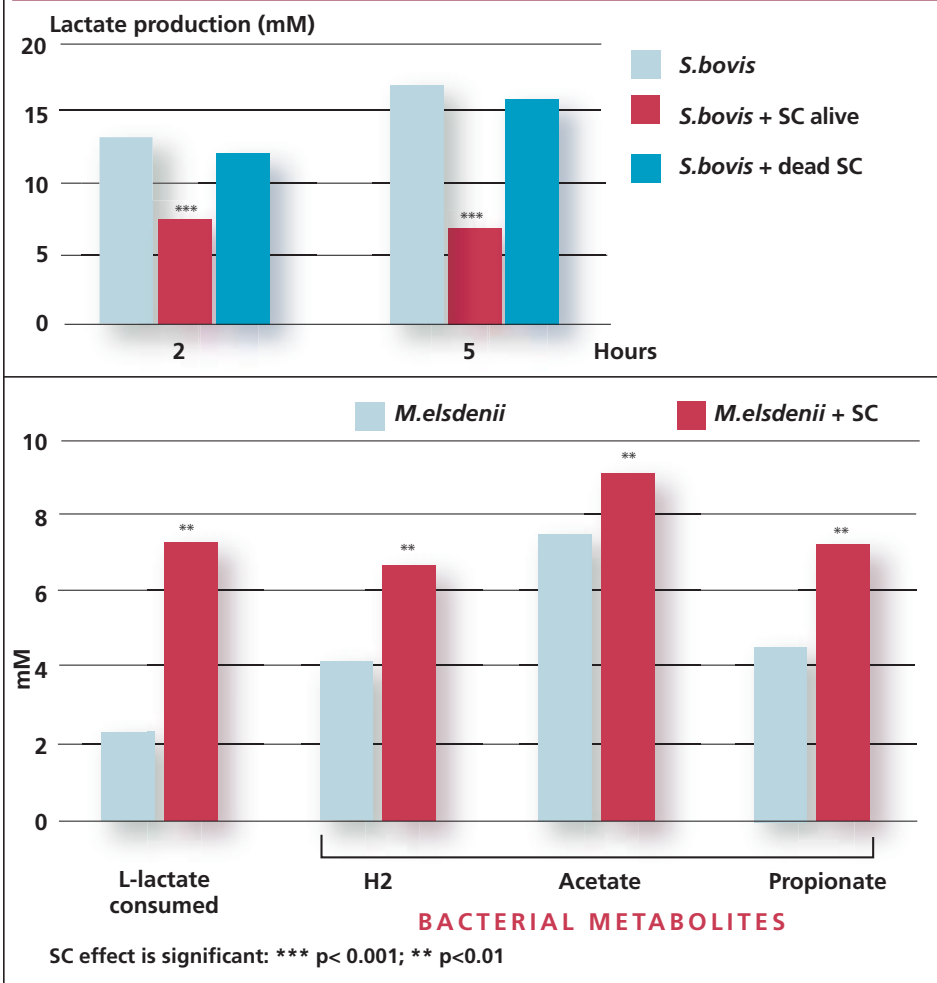 Lactate production (mM)
20
15
10
5
0
2
5
Hours
S.bovis
S.bovis + SC alive
S.bovis + dead SC
***
***
M.elsdenii
M.elsdenii + SC
10
8
6
4
2
0
mM
**
**
**
**
L-lactate
consumed
H2
Acetate
Propionate
BACTERIAL METABOLITES
SC effect is significant: *** p< 0.001; ** p<0.01